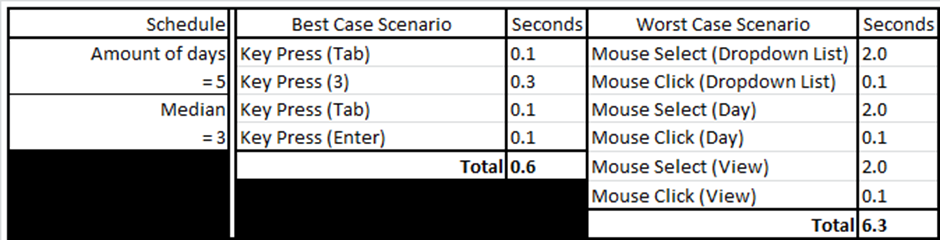 Schedule Best Case Scenario Seconds Worst Case Scenario Seconds
Amount of days Key Press (Tab) 0.1 Mouse Select (Dropdown List) 2.0
= 5 Key Press (3) 0.3 Mouse Click (Dropdown List) 0.1
Median Key Press (Tab) 0.1 Mouse Select (Day) 2.0
= 3 Key Press (Enter) 0.1 Mouse Click (Day) 0.1
Total 0.6 Mouse Select (View) 2.0
Mouse Click (View) 0.1
Total 6.3